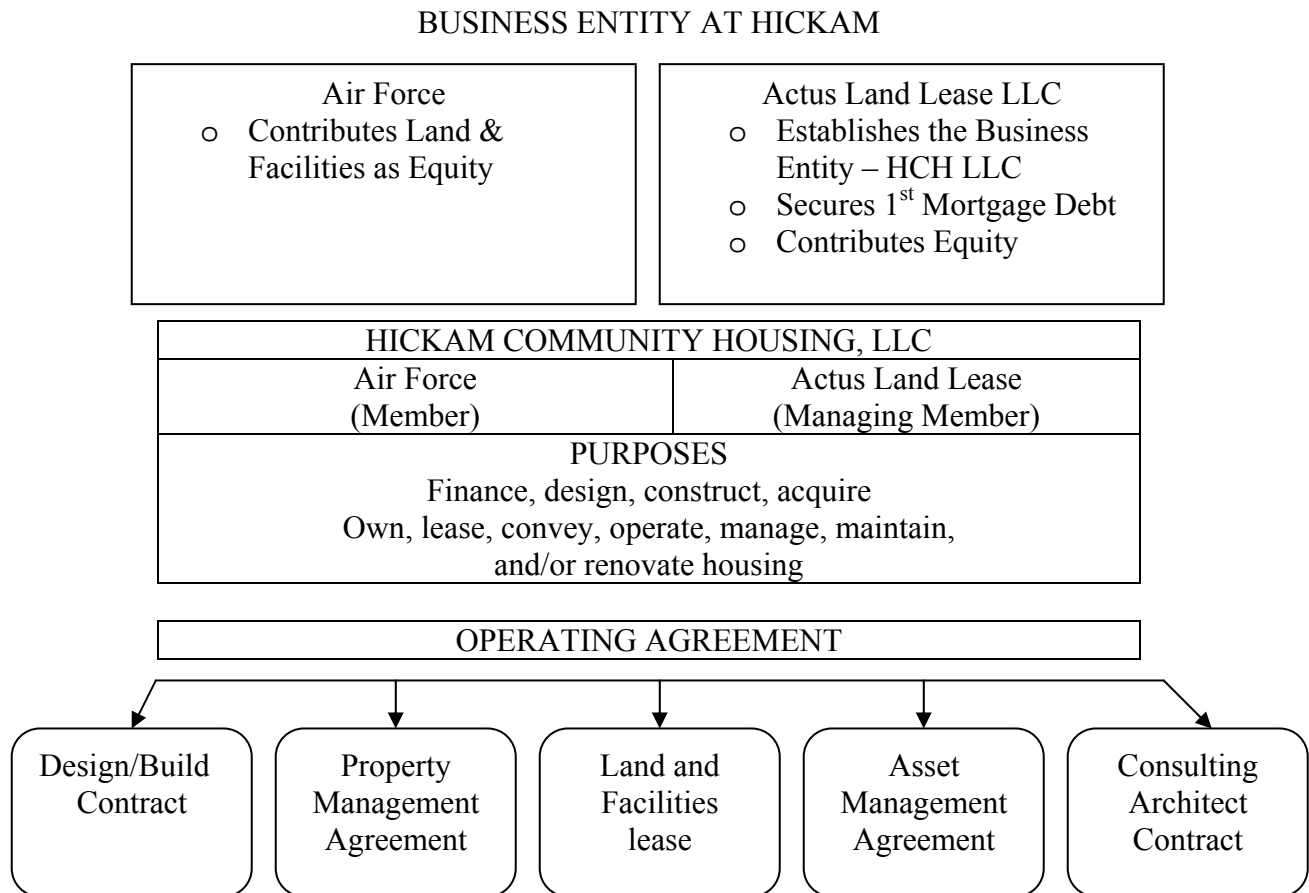 BUSINESS ENTITY AT HICKAM
Air Force
o Contributes Land &
Facilities as Equity
Actus Land Lease LLC
o Establishes the Business
Entity – HCH LLC
o Secures 1st Mortgage Debt
o Contributes Equity
HICKAM COMMUNITY HOUSING, LLC
Air Force
(Member)
Actus Land Lease
(Managing Member)
PURPOSES
Finance, design, construct, acquire
Own, lease, convey, operate, manage, maintain,
and/or renovate housing
OPERATING AGREEMENT
Design/Build
Contract
Property
Management
Agreement
Land and
Facilities
lease
Asset
Management
Agreement
Consulting
Architect
Contract